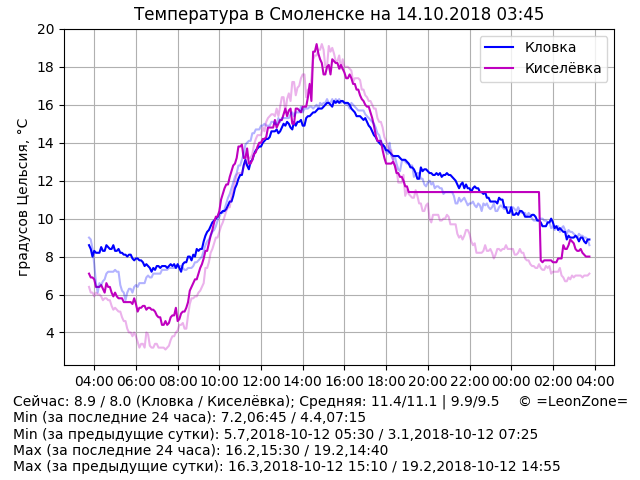 Температура в Смоленске на 14.10.2018 03:45
Кловка
Киселёвка
градусов Цельсия, °C
20
18
16
14
12
10
8
6
4
04:00 06:00 08:00 10:00 12:00 14:00 16:00 18:00 20:00 22:00 00:00 02:00 04:00
Сейчас: 8.9 / 8.0 (Кловка / Киселёвка); Средняя: 11.4/11.1 | 9.9/9.5 © =LeonZone=
Min (за последние 24 часа): 7.2,06:45 / 4.4,07:15
Min (за предыдущие сутки): 5.7,2018-10-12 05:30 / 3.1,2018-10-12 07:25
Max (за последние 24 часа): 16.2,15:30 / 19.2,14:40
Max (за предыдущие сутки): 16.3,2018-10-12 15:10 / 19.2,2018-10-12 14:55